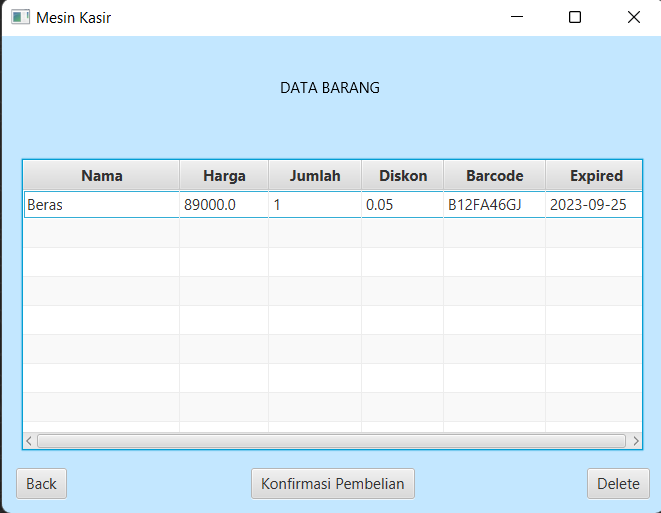 Mesin Kasir
DATA BARANG
Nama Harga Jumlah Diskon Barcode Expired
Beras 89000.0 1 0.05 B12FA46GJ 2023-09-25
Back Konfirmasi Pembelian Delete